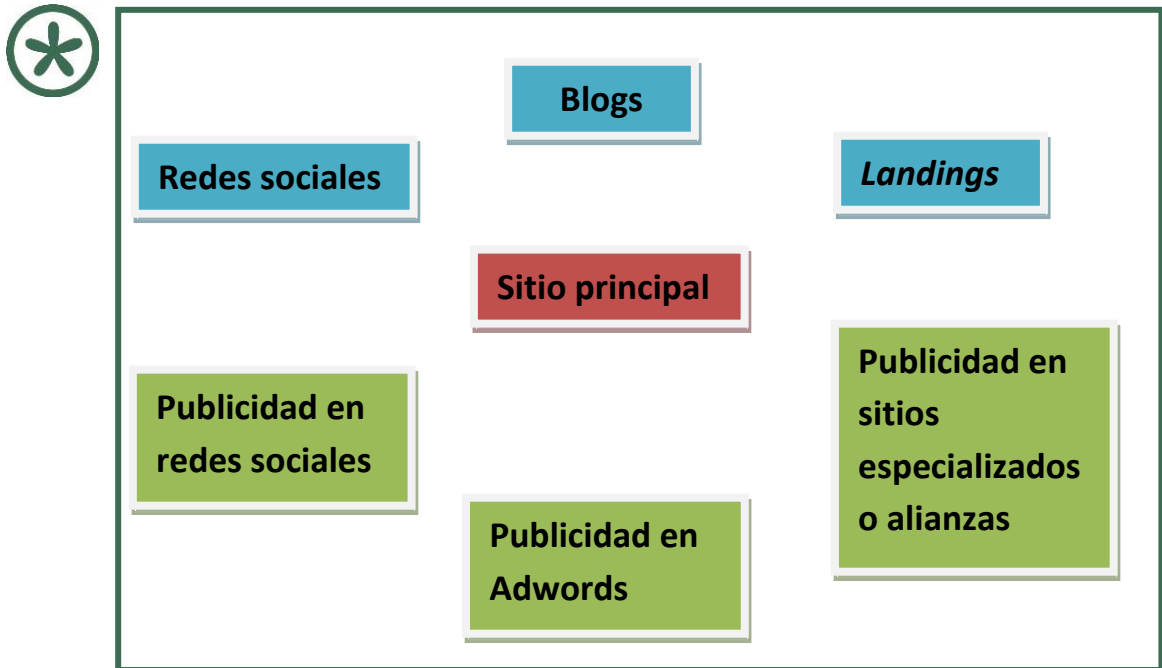 Blogs
Redes sociales
Landings
Sitio principal
Publicidad en
redes sociales
Publicidad en
sitios
especializados
o alianzas
Publicidad en
Adwords